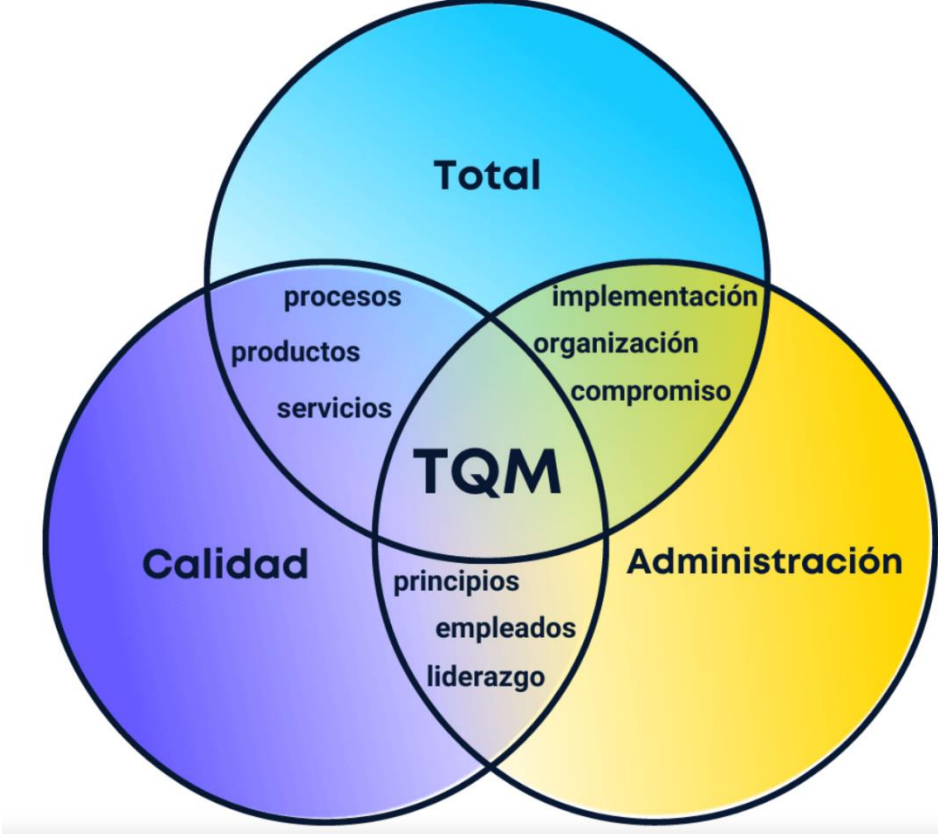 Total
procesos
productos
servicios
implementación
organización
compromiso
TQM
Calidad
Administración
principios
empleados
liderazgo